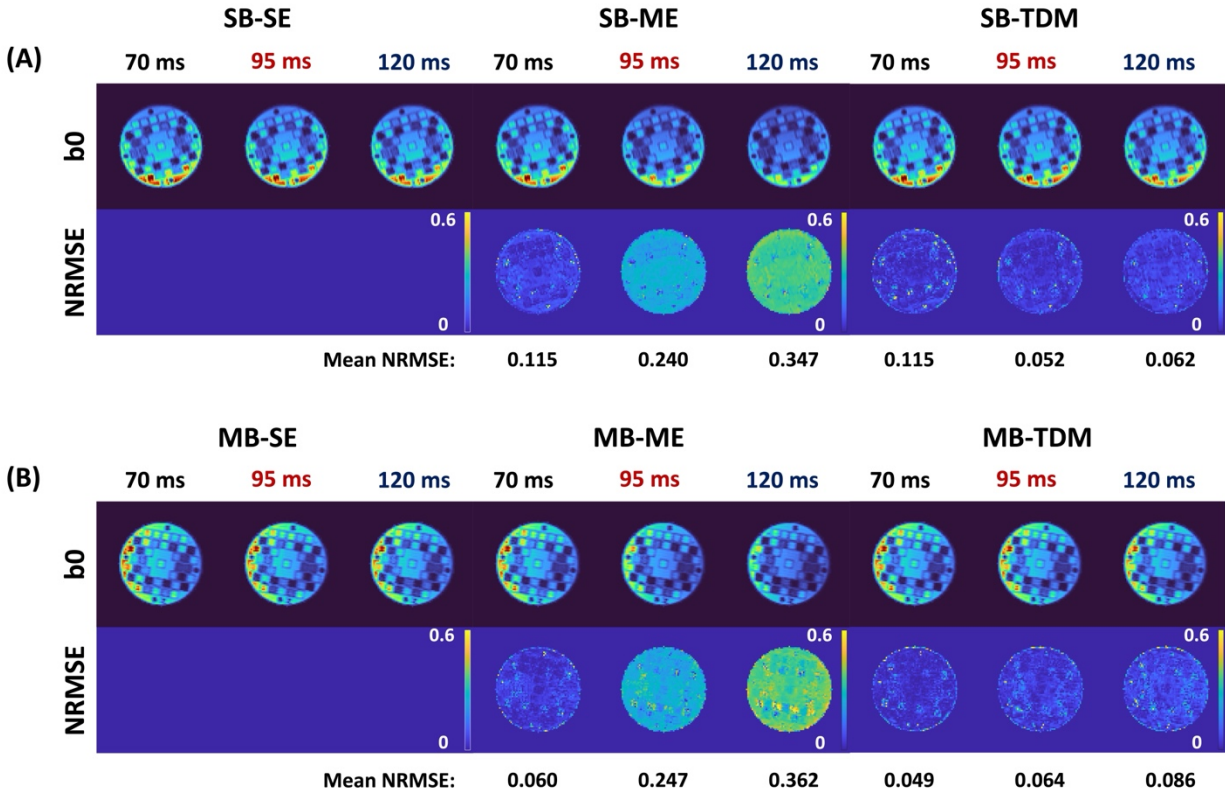 SB-SE SB-ME SB-TDM
(A) 70 ms 95 ms 120 ms 70 ms 95 ms 120 ms 70 ms 95 ms 120 ms
b0
NRMSE
0.6 0.6 0.6
0 0 0
Mean NRMSE: 0.115 0.240 0.347 0.115 0.052 0.062
MB-SE MB-ME MB-TDM
(B) 70 ms 95 ms 120 ms 70 ms 95 ms 120 ms 70 ms 95 ms 120 ms
b0
NRMSE
0.6 0.6 0.6
0 0 0
Mean NRMSE: 0.060 0.247 0.362 0.049 0.064 0.086